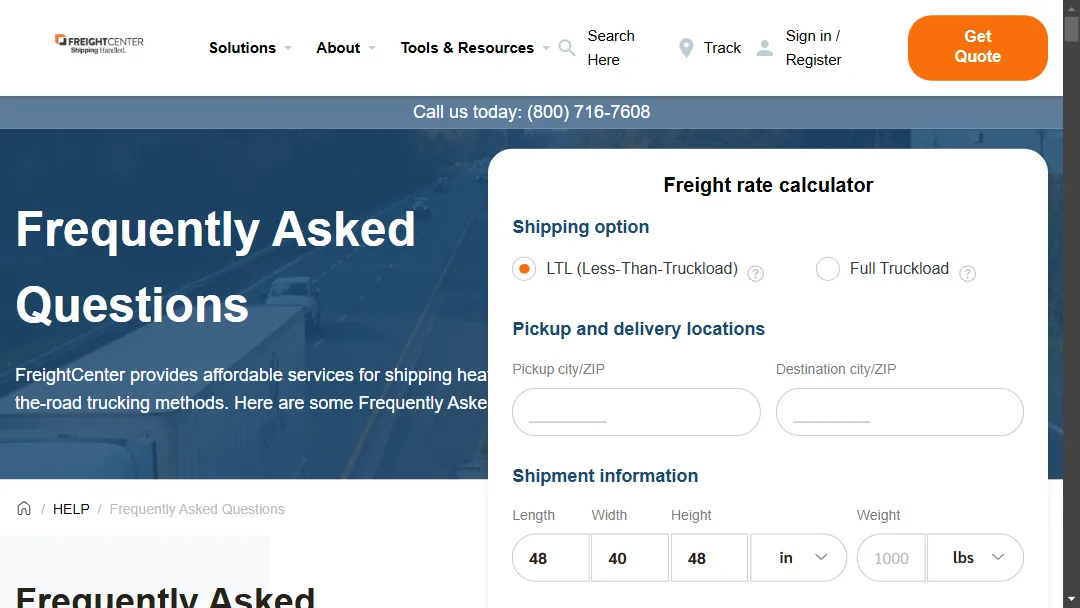 FREIGHTCENTER
Shipping Handled.
Solutions
About
Tools & Resources
Search
Here
Track
Sign in /
Register
Get
Quote
Call us today: (800) 716-7608
Frequently Asked
Questions
FreightCenter provides affordable services for shipping hea
the-road trucking methods. Here are some Frequently Aske
Freight rate calculator
Shipping option
LTL (Less-Than-Truckload) ?
Full Truckload ?
Pickup and delivery locations
Pickup city/ZIP
Destination city/ZIP
__________
__________
Shipment information
Length Width Height Weight
48 40 48 in 1000 lbs
/ HELP / Frequently Asked Questions
Frequently Asked